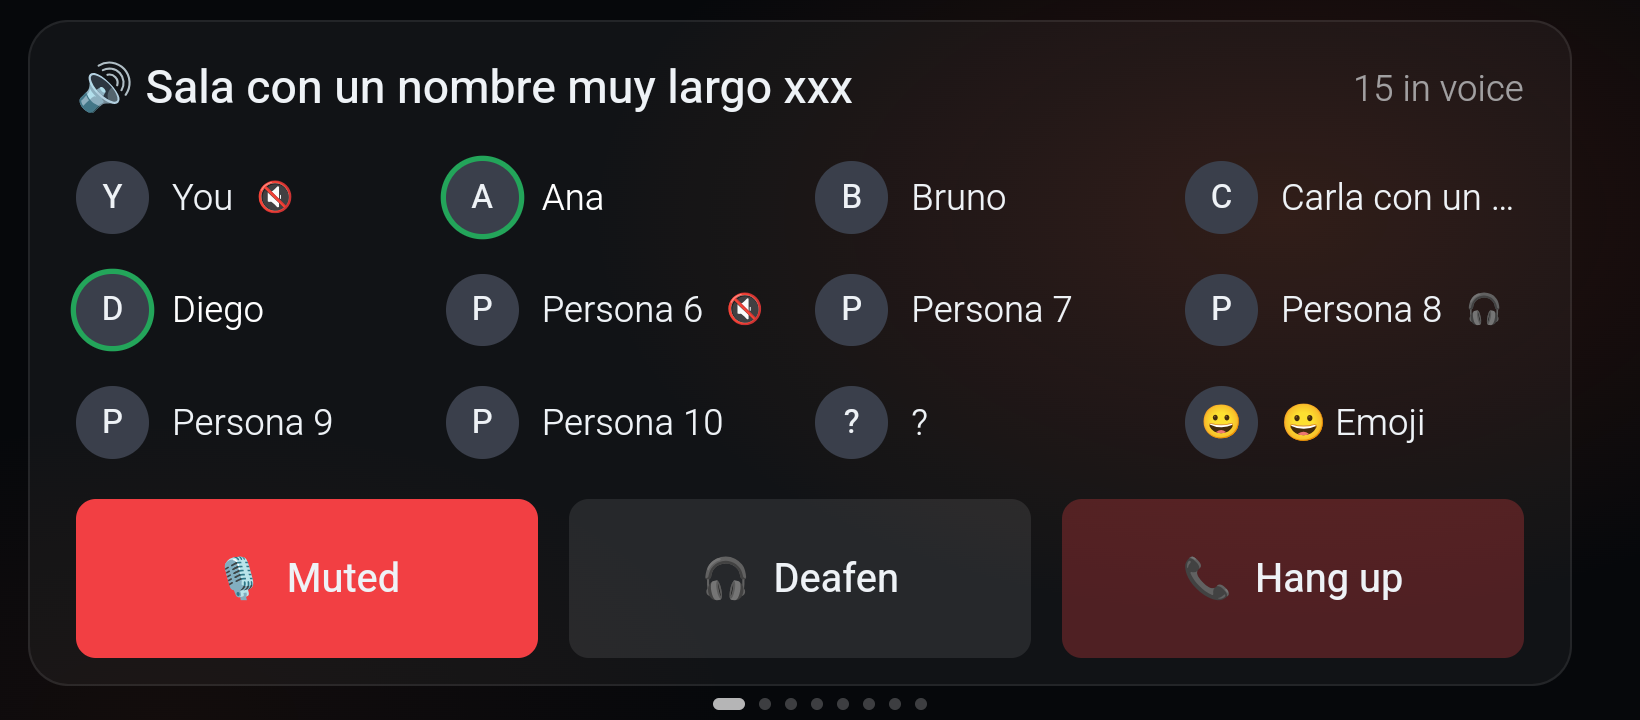 🔊 Sala con un nombre muy largo xxx 15 in voice
Y You 🔇 A Ana B Bruno C Carla con un ...
D Diego P Persona 6 🔇 P Persona 7 P Persona 8 🎧
P Persona 9 P Persona 10 ? ? 😀 😀 Emoji
🎙️ Muted 🎧 Deafen 📞 Hang up